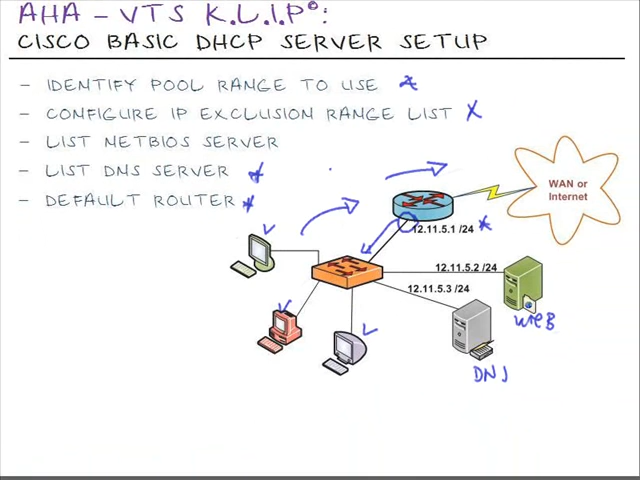 AHA - VTS K.L.I.P©:
CISCO BASIC DHCP SERVER SETUP
- IDENTIFY POOL RANGE TO USE
- CONFIGURE IP EXCLUSION RANGE LIST X
- LIST NETBIOS SERVER
- LIST DNS SERVER
- DEFAULT ROUTER
WAN or
Internet
12.11.5.1 /24
12.11.5.2 /24
12.11.5.3 /24
WEB
DNS